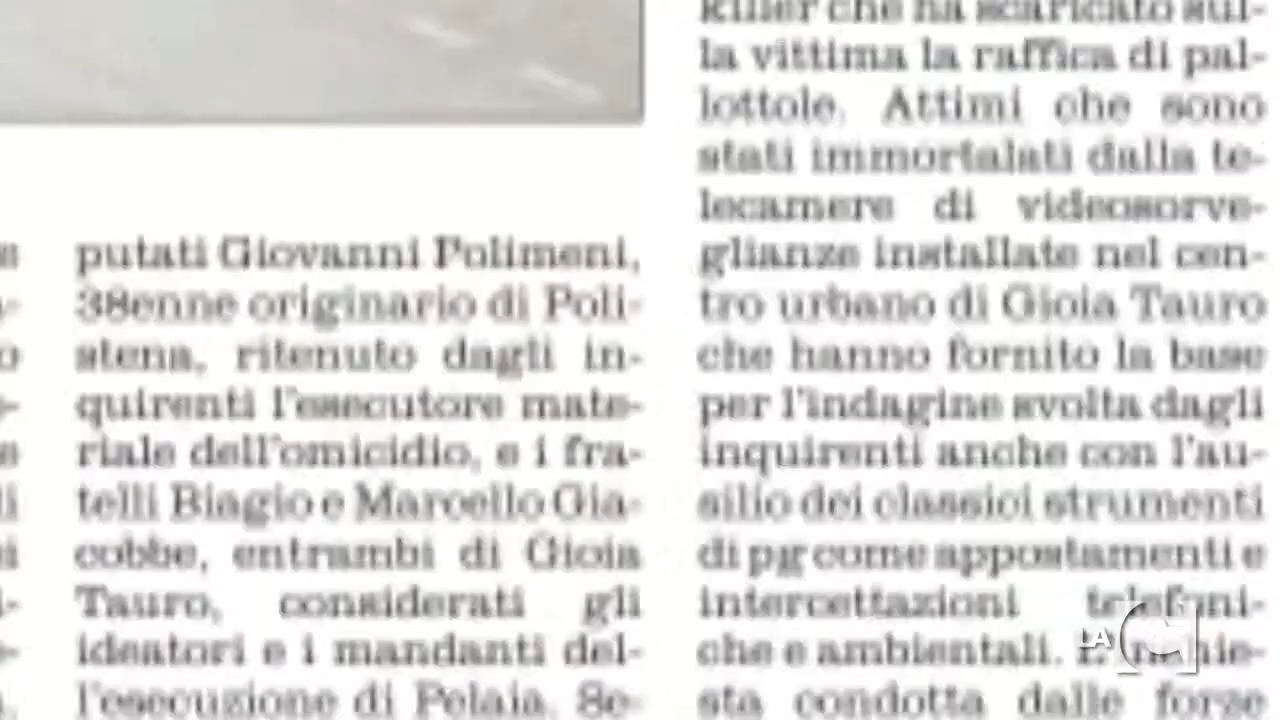 putati Giovanni Polimeni,
38enne originario di Poli-
stena, ritenuto dagli in-
quirenti l'esecutore mate-
riale dell'omicidio, e i fra-
telli Biagio e Marcello Gia-
cobbe, entrambi di Gioia
Tauro, considerati gli
ideatori e i mandanti del-
l'esecuzione di Pelaia. Se-
killer che ha scaricato sul-
la vittima la raffica di pal-
lottole. Attimi che sono
stati immortalati dalla te-
lecamere di videosorve-
glianze installate nel cen-
tro urbano di Gioia Tauro
che hanno fornito la base
per l'indagine svolta dagli
inquirenti anche con l'au-
silio dei classici strumenti
di pg come appostamenti e
intercettazioni telefoni-
che e ambientali. L'inchie-
sta condotta dalle forze
LA C